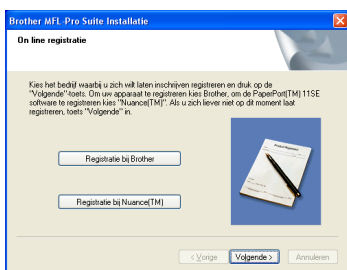 Brother MFL-Pro Suite Installatie
On line registratie
Kies het bedrijf waarbij u zich wilt laten inschrijven registreren en druk op de
"Volgende"-toets. Om uw apparaat te registreren kies Brother, om de PaperPort(TM) 11SE
software te registreren kies "Nuance(TM)". Als u zich liever niet op dit moment laat
registreren, toets "Volgende" in.
Registratie bij Brother
Registratie bij Nuance(TM)
< Vorige
Volgende >
Annuleren